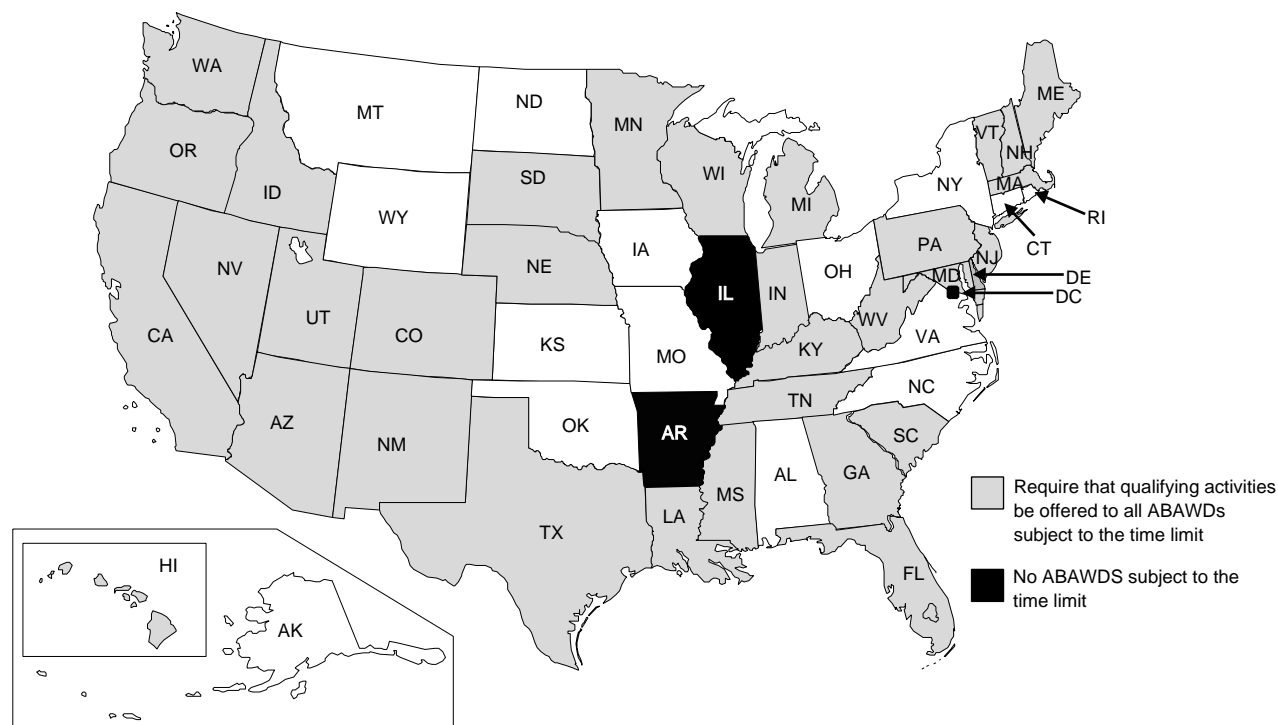 WA
MT
ND
MN
ME
VT
NH
OR
ID
SD
WI
MI
NY
MA
RI
WY
CT
IA
PA
NJ
NV
NE
OH
MD
DE
IL
IN
DC
UT
CO
CA
KS
MO
WV
VA
KY
NC
TN
AZ
NM
OK
AR
SC
MS
AL
GA
TX
LA
FL
HI
AK
Require that qualifying activities
be offered to all ABAWDs
subject to the time limit
No ABAWDS subject to the
time limit